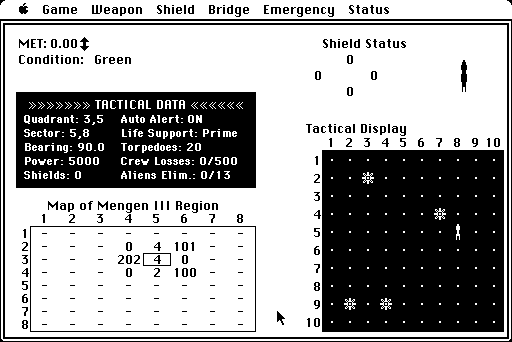 Game Weapon Shield Bridge Emergency Status
MET: 0.00
Condition: Green
Shield Status
0
0 0
0
»»»»»»» TACTICAL DATA ««««««
Quadrant: 3,5 Auto Alert: ON
Sector: 5,8 Life Support: Prime
Bearing: 90.0 Torpedoes: 20
Power: 5000 Crew Losses: 0/500
Shields: 0 Aliens Elim.: 0/13
Map of Mengen III Region
1 2 3 4 5 6 7 8
1 - - - - - - - -
2 - - - 0 4 101 - -
3 - - - 202 4 0 - -
4 - - - 0 2 100 - -
5 - - - - - - - -
6 - - - - - - - -
7 - - - - - - - -
8 - - - - - - - -
Tactical Display
1 2 3 4 5 6 7 8 9 10
1
2
3
4
5
6
7
8
9
10